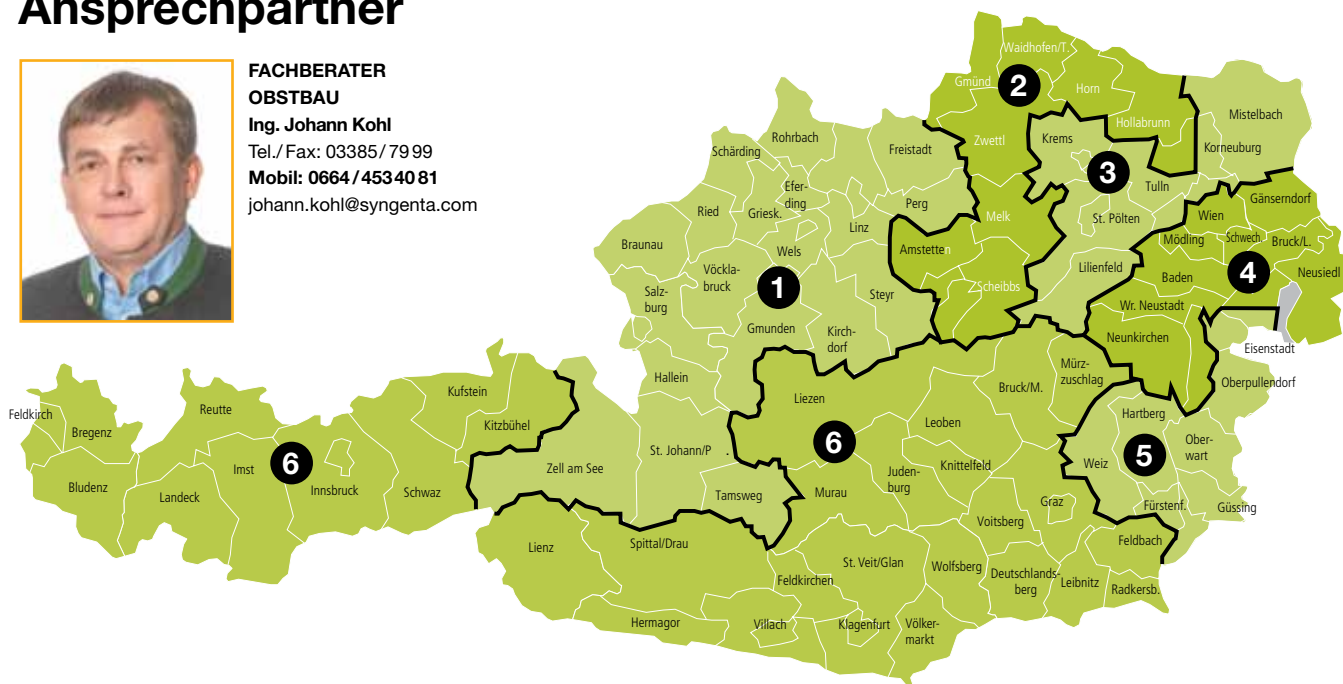 Ansprechpartner
FACHBERATER
OBSTBAU
Ing. Johann Kohl
Tel./Fax: 03385/7999
Mobil: 0664/4534081
johann.kohl@syngenta.com
Waidhofen/T.
Gmünd
2
Horn
Hollabrunn
Mistelbach
Zwettl
Krems
Korneuburg
3
Tulln
St. Pölten
Melk
Lilienfeld
Amstetten
Scheibbs
Rohrbach
Schärding
Freistadt
Efer-
ding
Perg
Ried
Griesk.
Linz
Braunau
Wels
Vöckla-
bruck
1
Salz-
burg
Steyr
Gmunden
Kirch-
dorf
Hallein
Gänserndorf
Wien
Mödling
Schwech.
Bruck/L.
4
Neusiedl
Baden
Wr. Neustadt
Neunkirchen
Eisenstadt
Oberpullendorf
Mürz-
zuschlag
Bruck/M.
Liezen
Leoben
6
Knittelfeld
Juden-
burg
Murau
Hartberg
Ober-
wart
5
Weiz
Fürstenf.
Güssing
Graz
Voitsberg
Feldbach
Kufstein
Kitzbühel
Reutte
Feldkirch
Bregenz
Imst
6
Innsbruck
Bludenz
Landeck
Schwaz
Zell am See
St. Johann/P.
Tamsweg
Lienz
Spittal/Drau
Feldkirchen
St. Veit/Glan
Wolfsberg
Deutschlands-
berg
Leibnitz
Radkersb.
Hermagor
Villach
Klagenfurt
Völker-
markt